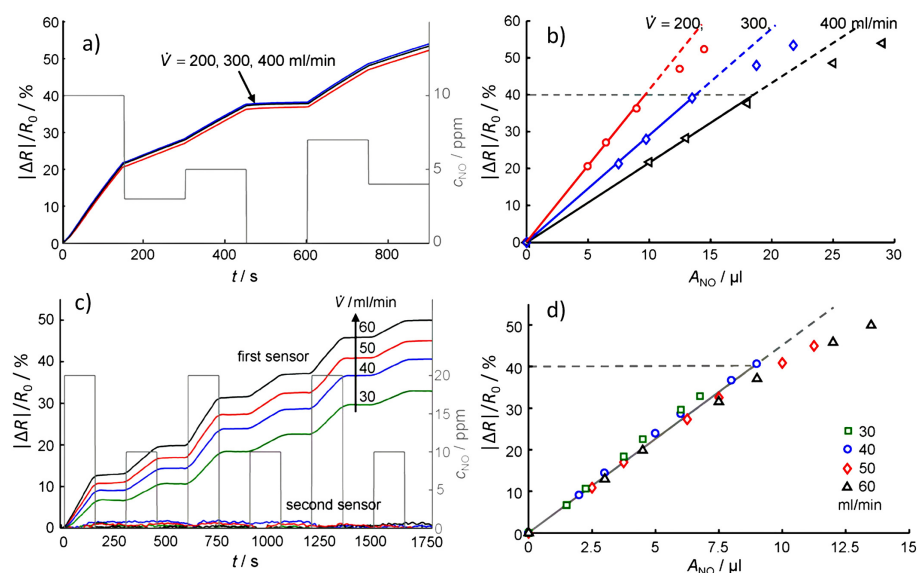 a)
V̇ = 200, 300, 400 ml/min
|ΔR|/R₀ / %
60
50
40
30
20
10
0
10
5
0
c_NO / ppm
0 200 400 600 800
t / s
b)
V̇ = 200, 300, 400 ml/min
|ΔR|/R₀ / %
60
50
40
30
20
10
0
0 5 10 15 20 25 30
A_NO / µl
c)
V̇ /ml/min
60
50
40
30
first sensor
second sensor
|ΔR|/R₀ / %
50
40
30
20
10
0
20
15
10
5
0
c_NO / ppm
0 250 500 750 1000 1250 1500 1750
t / s
d)
|ΔR|/R₀ / %
50
40
30
20
10
0
30
40
50
60
ml/min
0 2.5 5 7.5 10 12.5 15
A_NO / µl